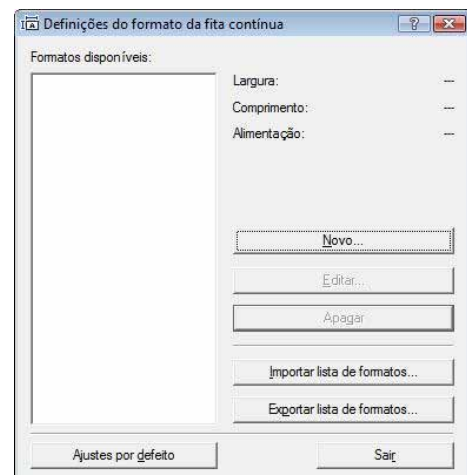 Definições do formato da fita contínua
Formatos disponíveis:
Largura: ---
Comprimento: ---
Alimentação: ---
Novo...
Editar...
Apagar
Importar lista de formatos...
Exportar lista de formatos...
Ajustes por defeito
Sair